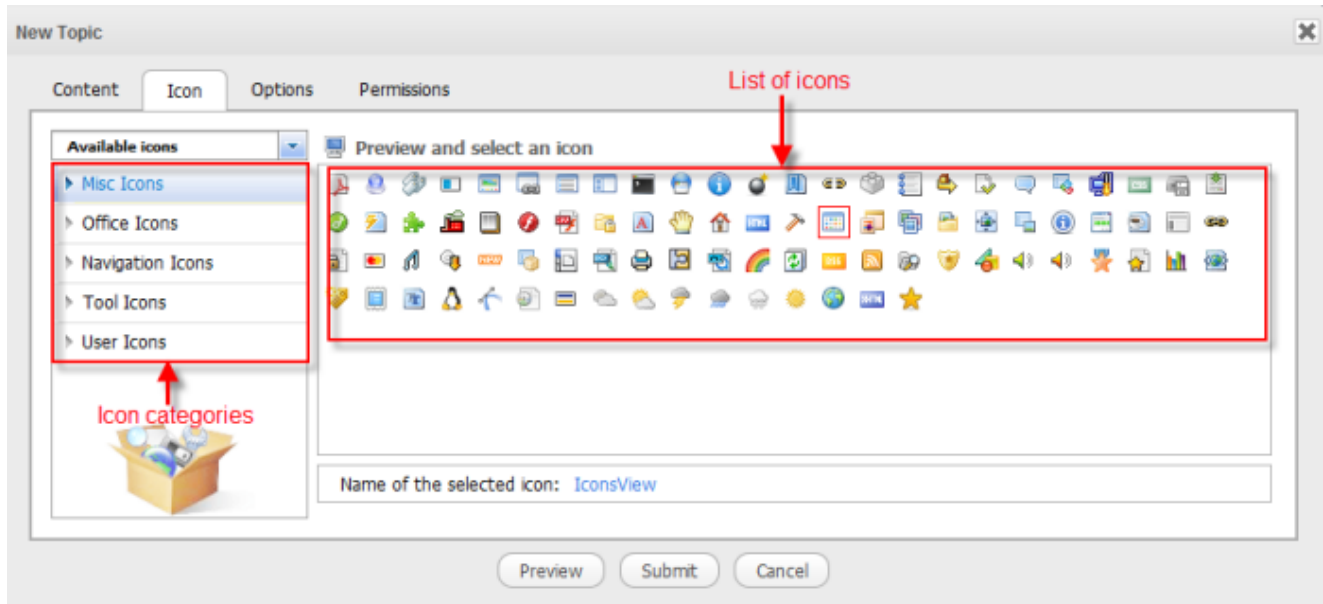 New Topic
Content Icon Options Permissions
List of icons
Available icons
Preview and select an icon
Misc Icons
Office Icons
Navigation Icons
Tool Icons
User Icons
Icon categories
Name of the selected icon: IconsView
Preview Submit Cancel